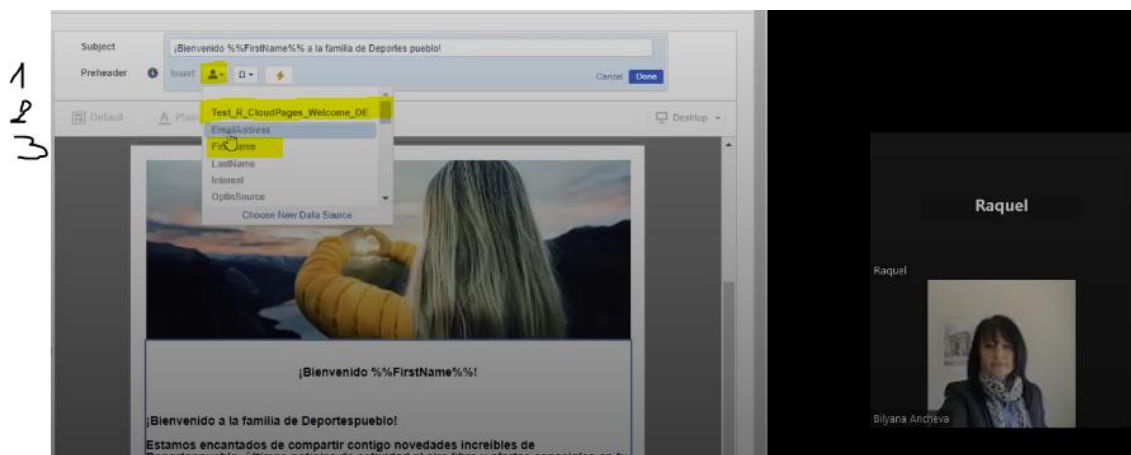 Subject
¡Bienvenido %%FirstName%% a la familia de Deportes pueblo!
1
Preheader
Insert
Cancel
Done
2
Default
A
Test_R_CloudPages_Welcome_DE
Desktop
3
EmailAddress
FirstName
LastName
Interest
OptInSource
Choose New Data Source
Raquel
Raquel
¡Bienvenido %%FirstName%%!
¡Bienvenido a la familia de Deportespueblo!
Bilyana Ancheva
Estamos encantados de compartir contigo novedades increíbles de